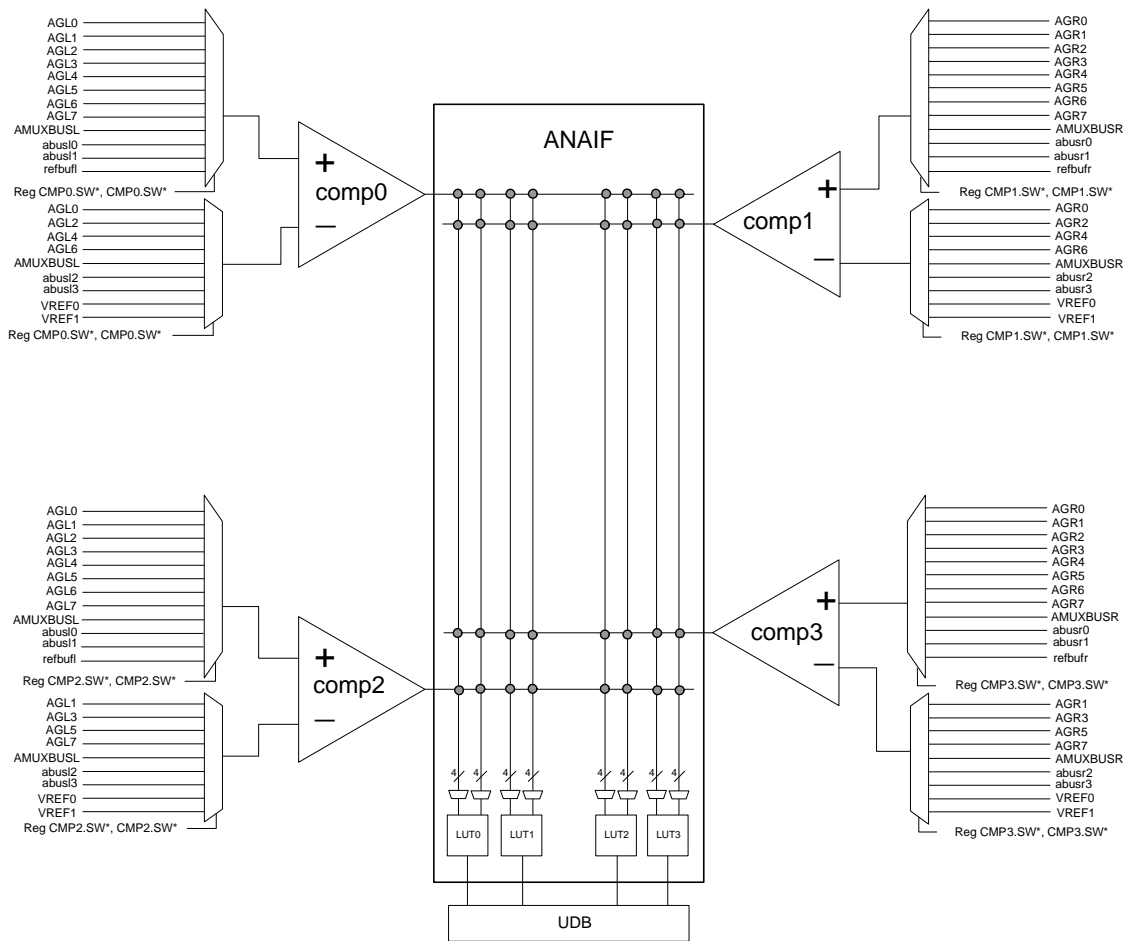 AGL0
AGL1
AGL2
AGL3
AGL4
AGL5
AGL6
AGL7
AMUXBUSL
abusl0
abusl1
refbufl
Reg CMP0.SW*, CMP0.SW*
AGL0
AGL2
AGL4
AGL6
AMUXBUSL
abusl2
abusl3
VREF0
VREF1
Reg CMP0.SW*, CMP0.SW*
+
comp0
_
ANAIF
AGR0
AGR1
AGR2
AGR3
AGR4
AGR5
AGR6
AGR7
AMUXBUSR
abusr0
abusr1
refbufr
Reg CMP1.SW*, CMP1.SW*
AGR0
AGR2
AGR4
AGR6
AMUXBUSR
abusr2
abusr3
VREF0
VREF1
Reg CMP1.SW*, CMP1.SW*
+
comp1
_
AGL0
AGL1
AGL2
AGL3
AGL4
AGL5
AGL6
AGL7
AMUXBUSL
abusl0
abusl1
refbufl
Reg CMP2.SW*, CMP2.SW*
AGL1
AGL3
AGL5
AGL7
AMUXBUSL
abusl2
abusl3
VREF0
VREF1
Reg CMP2.SW*, CMP2.SW*
+
comp2
_
AGR0
AGR1
AGR2
AGR3
AGR4
AGR5
AGR6
AGR7
AMUXBUSR
abusr0
abusr1
refbufr
Reg CMP3.SW*, CMP3.SW*
AGR1
AGR3
AGR5
AGR7
AMUXBUSR
abusr2
abusr3
VREF0
VREF1
Reg CMP3.SW*, CMP3.SW*
+
comp3
_
4 4 4 4 4 4 4 4
LUT0 LUT1 LUT2 LUT3
UDB